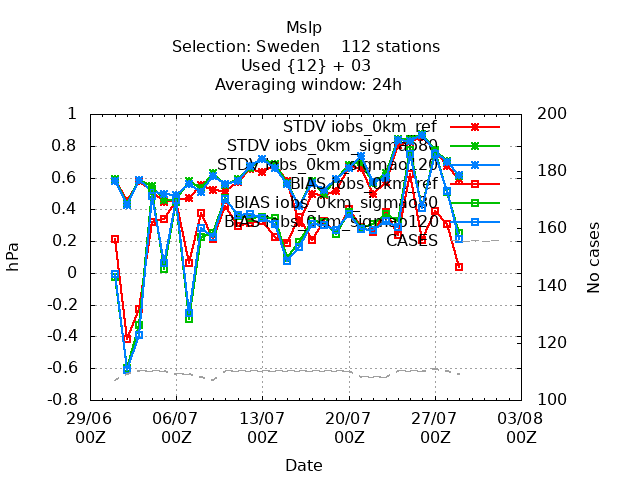 Mslp
Selection: Sweden 112 stations
Used {12} + 03
Averaging window: 24h
STDV iobs_0km_ref
STDV iobs_0km_sigmao80
STDV iobs_0km_sigmao120
BIAS iobs_0km_ref
BIAS iobs_0km_sigmao80
BIAS iobs_0km_sigmao120
CASES
1
0.8
0.6
0.4
0.2
0
-0.2
-0.4
-0.6
-0.8
hPa
200
180
160
140
120
100
No cases
29/06 06/07 13/07 20/07 27/07 03/08
00Z 00Z 00Z 00Z 00Z 00Z
Date